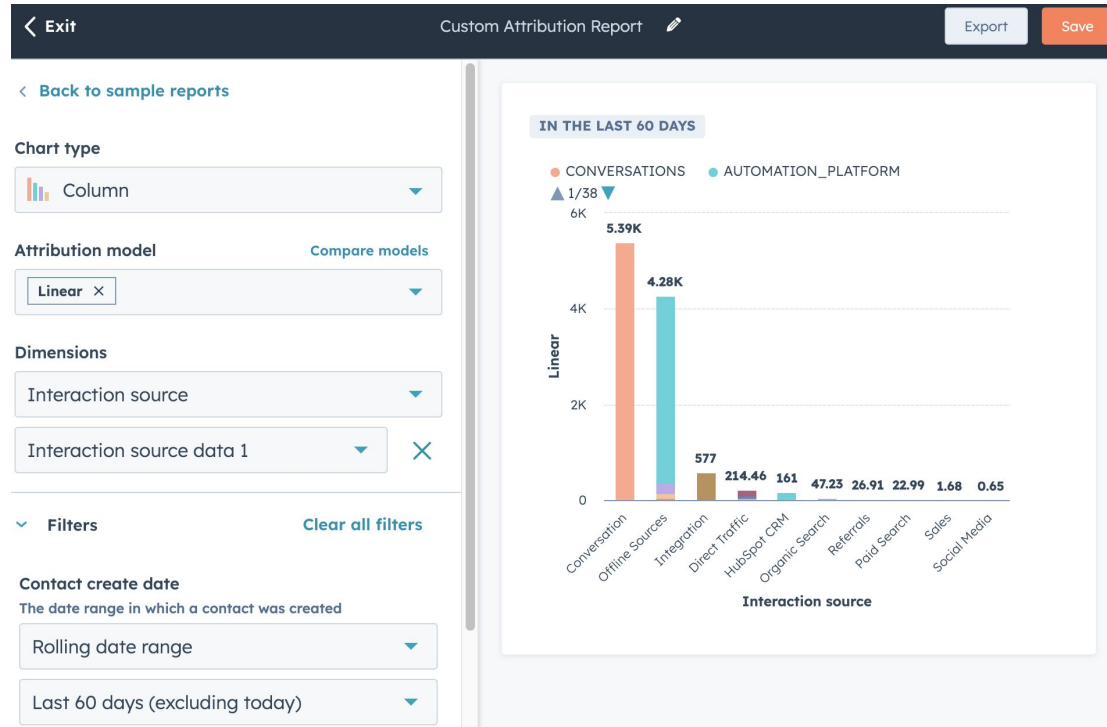 Exit
Custom Attribution Report
Export
Save
Back to sample reports
Chart type
Column
Attribution model
Compare models
Linear ×
Dimensions
Interaction source
Interaction source data 1
Filters
Clear all filters
Contact create date
The date range in which a contact was created
Rolling date range
Last 60 days (excluding today)
IN THE LAST 60 DAYS
CONVERSATIONS
AUTOMATION_PLATFORM
1/38
6K
4K
2K
0
Linear
5.39K
4.28K
577
214.46
161
47.23
26.91
22.99
1.68
0.65
Conversation
Offline Sources
Integration
Direct Traffic
HubSpot CRM
Organic Search
Referrals
Paid Search
Sales
Social Media
Interaction source